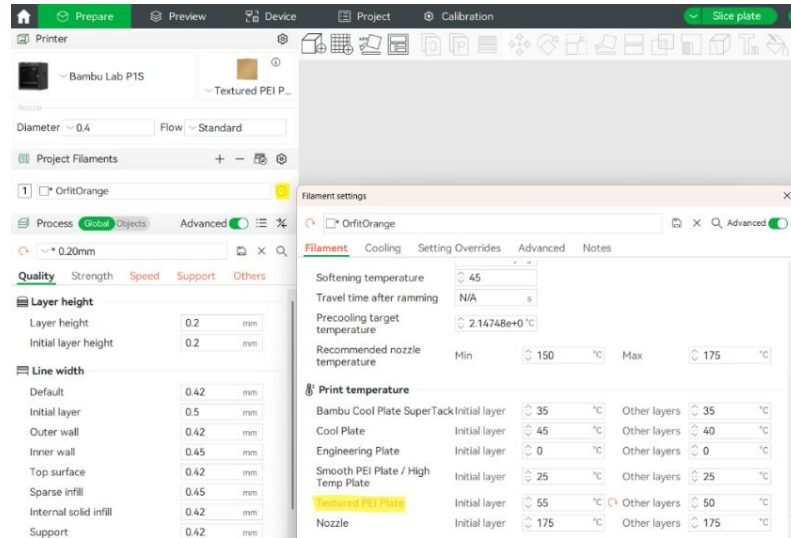 Prepare Preview Device Project Calibration Slice plate
Printer
Bambu Lab P1S
Textured PEI P...
Nozzle
Diameter 0.4 Flow Standard
Project Filaments
1 * OrfitOrange
Process Global Objects Advanced
* 0.20mm
Quality Strength Speed Support Others
Layer height
Layer height 0.2 mm
Initial layer height 0.2 mm
Line width
Default 0.42 mm
Initial layer 0.5 mm
Outer wall 0.42 mm
Inner wall 0.45 mm
Top surface 0.42 mm
Sparse infill 0.45 mm
Internal solid infill 0.42 mm
Support 0.42 mm
Filament settings
* OrfitOrange Advanced
Filament Cooling Setting Overrides Advanced Notes
Softening temperature 45
Travel time after ramming N/A s
Precooling target temperature 2.14748e+0 °C
Recommended nozzle temperature Min 150 °C Max 175 °C
Print temperature
Bambu Cool Plate SuperTack Initial layer 35 °C Other layers 35 °C
Cool Plate Initial layer 45 °C Other layers 40 °C
Engineering Plate Initial layer 0 °C Other layers 0 °C
Smooth PEI Plate / High Temp Plate Initial layer 25 °C Other layers 25 °C
Textured PEI Plate Initial layer 55 °C Other layers 50 °C
Nozzle Initial layer 175 °C Other layers 175 °C